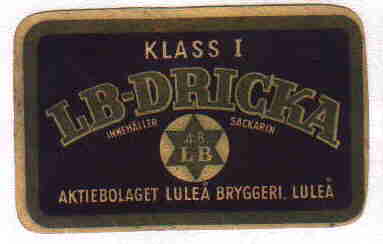 KLASS I
LB-DRICKA
INNEHÅLLER SACKARIN
AB
LB
AKTIEBOLAGET LULEÅ BRYGGERI, LULEÅ